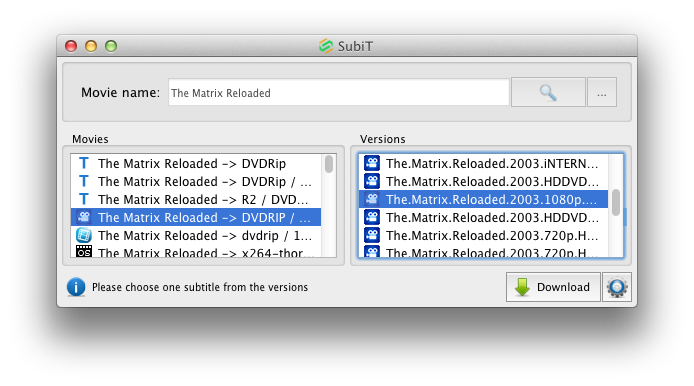 SubiT
Movie name: The Matrix Reloaded ...
Movies
The Matrix Reloaded -> DVDRip
The Matrix Reloaded -> DVDRip / ...
The Matrix Reloaded -> R2 / DVD...
The Matrix Reloaded -> DVDRIP / ...
The Matrix Reloaded -> dvdrip / 1...
The Matrix Reloaded -> x264-thor...
Versions
The.Matrix.Reloaded.2003.iNTERN...
The.Matrix.Reloaded.2003.HDDVD...
The.Matrix.Reloaded.2003.1080p....
The.Matrix.Reloaded.2003.HDDVD...
The.Matrix.Reloaded.2003.720p.H...
The.Matrix.Reloaded.2003.720p.H...
Please choose one subtitle from the versions
Download